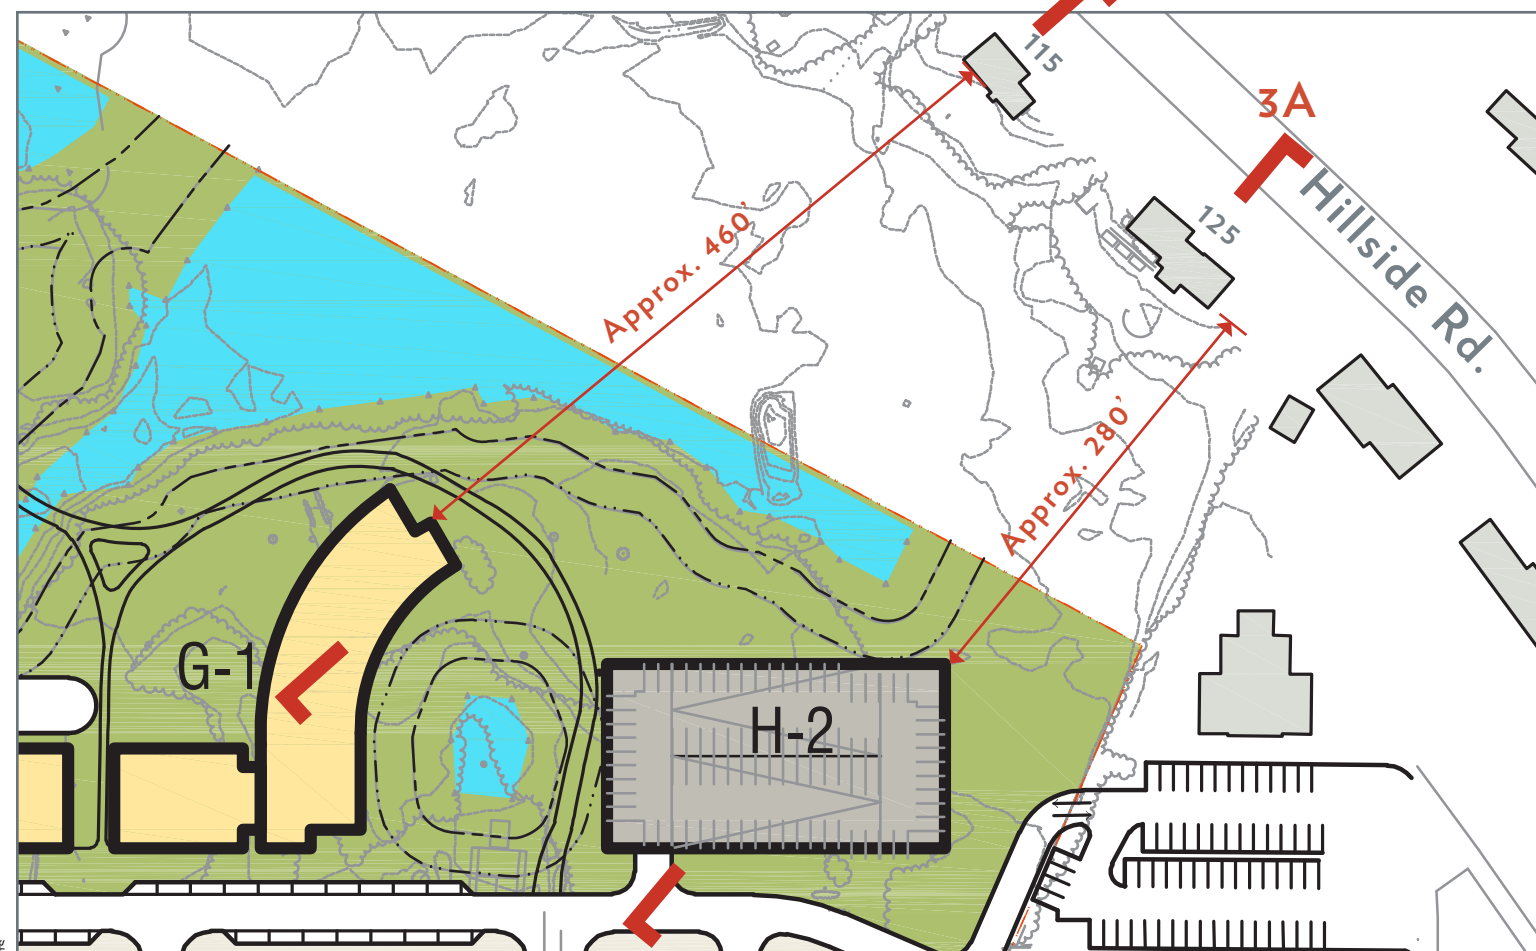 115
3A
Hillside Rd.
125
Approx. 460'
Approx. 280'
G-1
H-2